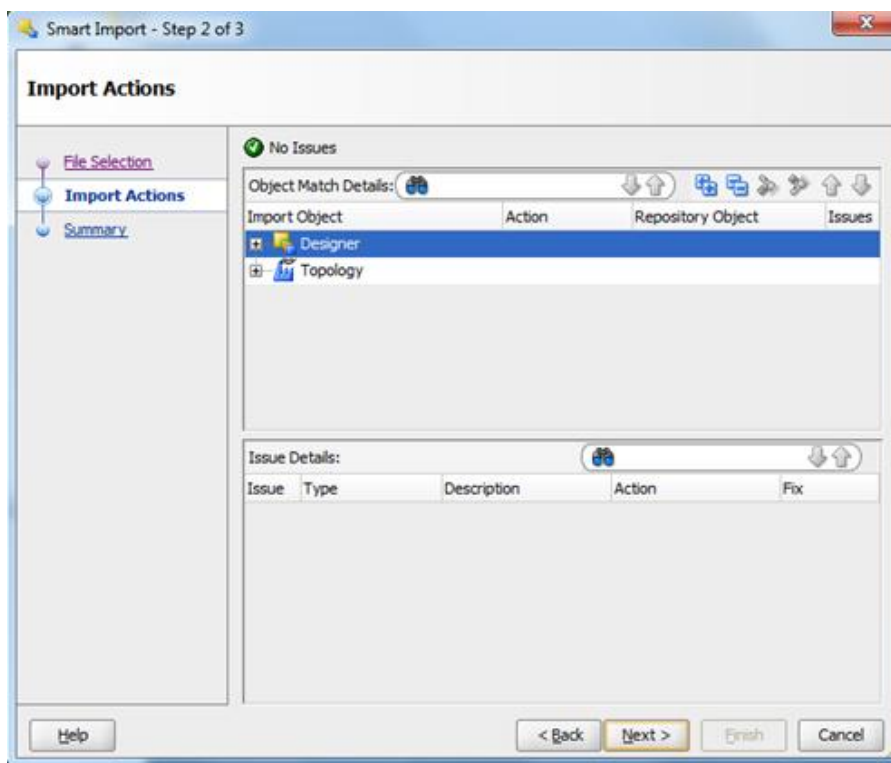 Smart Import - Step 2 of 3
Import Actions
File Selection
Import Actions
Summary
No Issues
Object Match Details:
Import Object Action Repository Object Issues
Designer
Topology
Issue Details:
Issue Type Description Action Fix
Help < Back Next > Finish Cancel